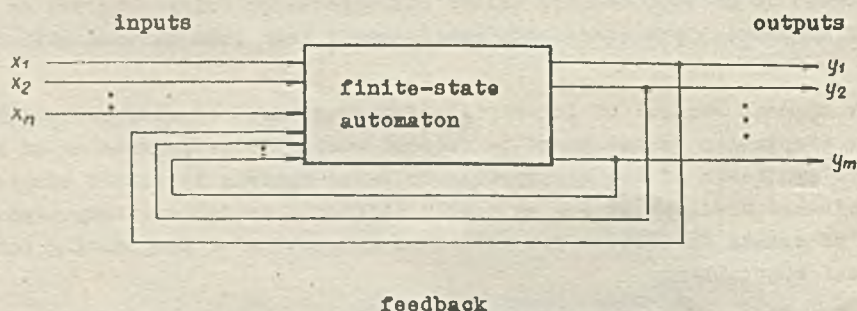 inputs outputs
x1 y1
x2 y2
xn
finite-state
automaton
ym
feedback